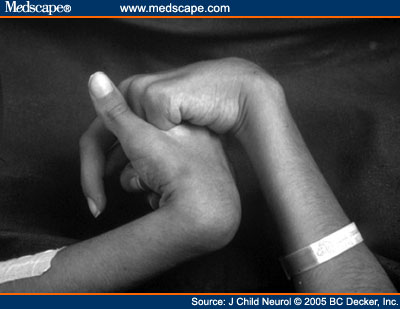 Medscape® www.medscape.com
Source: J Child Neurol © 2005 BC Decker, Inc.